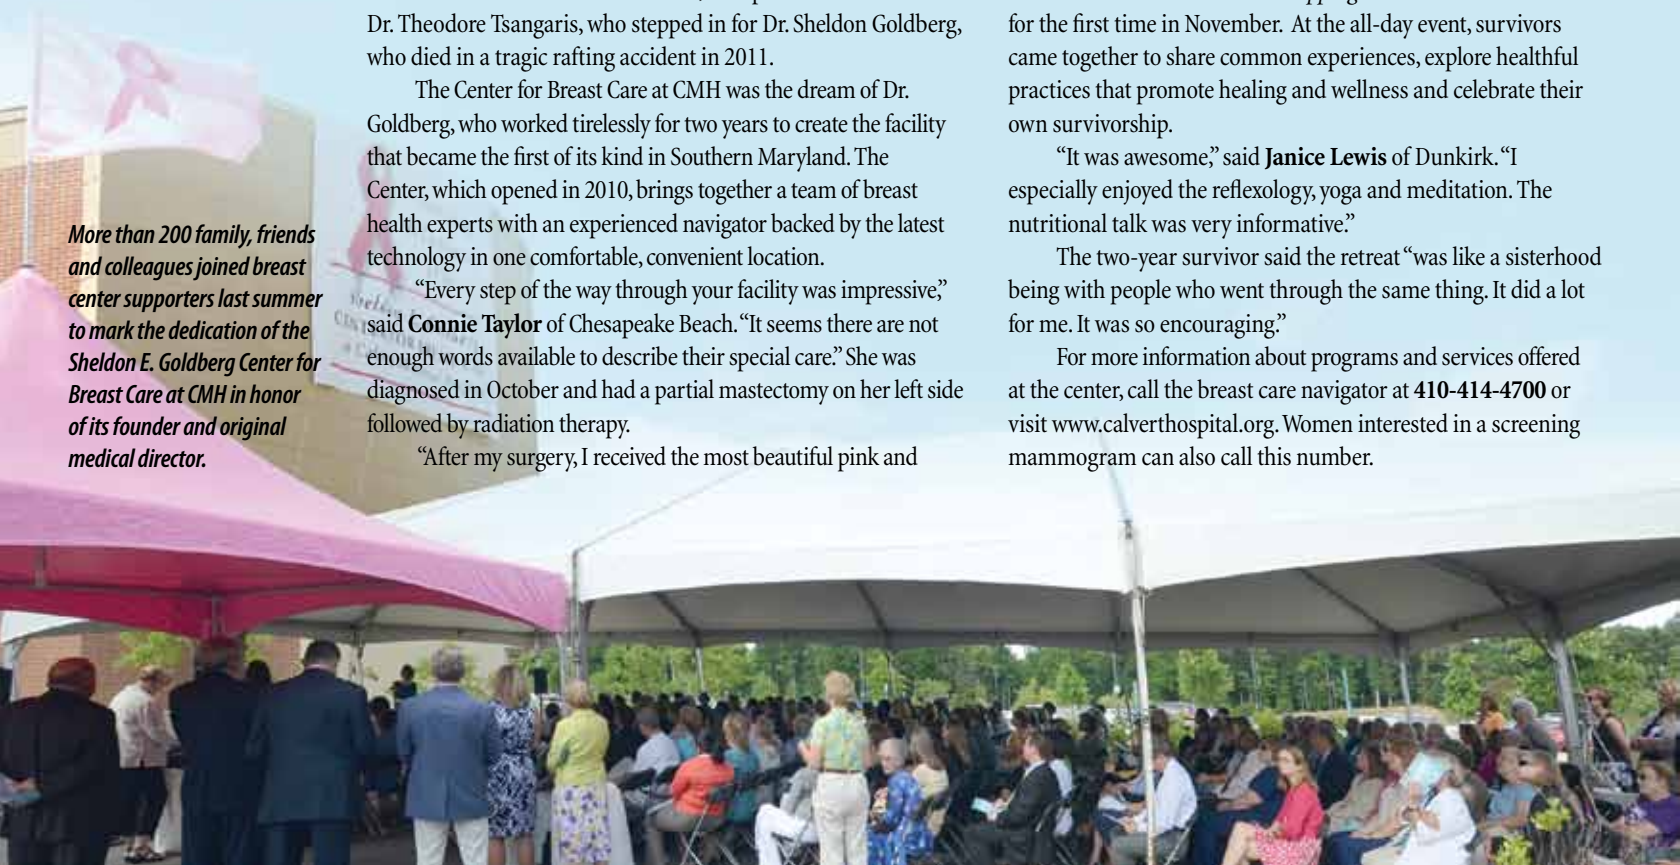 More than 200 family, friends
and colleagues joined breast
center supporters last summer
to mark the dedication of the
Sheldon E. Goldberg Center for
Breast Care at CMH in honor
of its founder and original
medical director.
Dr. Theodore Tsangaris, who stepped in for Dr. Sheldon Goldberg,
who died in a tragic rafting accident in 2011.
The Center for Breast Care at CMH was the dream of Dr.
Goldberg, who worked tirelessly for two years to create the facility
that became the first of its kind in Southern Maryland. The
Center, which opened in 2010, brings together a team of breast
health experts with an experienced navigator backed by the latest
technology in one comfortable, convenient location.
“Every step of the way through your facility was impressive,”
said Connie Taylor of Chesapeake Beach. “It seems there are not
enough words available to describe their special care.” She was
diagnosed in October and had a partial mastectomy on her left side
followed by radiation therapy.
“After my surgery, I received the most beautiful pink and
for the first time in November. At the all-day event, survivors
came together to share common experiences, explore healthful
practices that promote healing and wellness and celebrate their
own survivorship.
“It was awesome,” said Janice Lewis of Dunkirk. “I
especially enjoyed the reflexology, yoga and meditation. The
nutritional talk was very informative.”
The two-year survivor said the retreat “was like a sisterhood
being with people who went through the same thing. It did a lot
for me. It was so encouraging.”
For more information about programs and services offered
at the center, call the breast care navigator at 410-414-4700 or
visit www.calverthospital.org. Women interested in a screening
mammogram can also call this number.